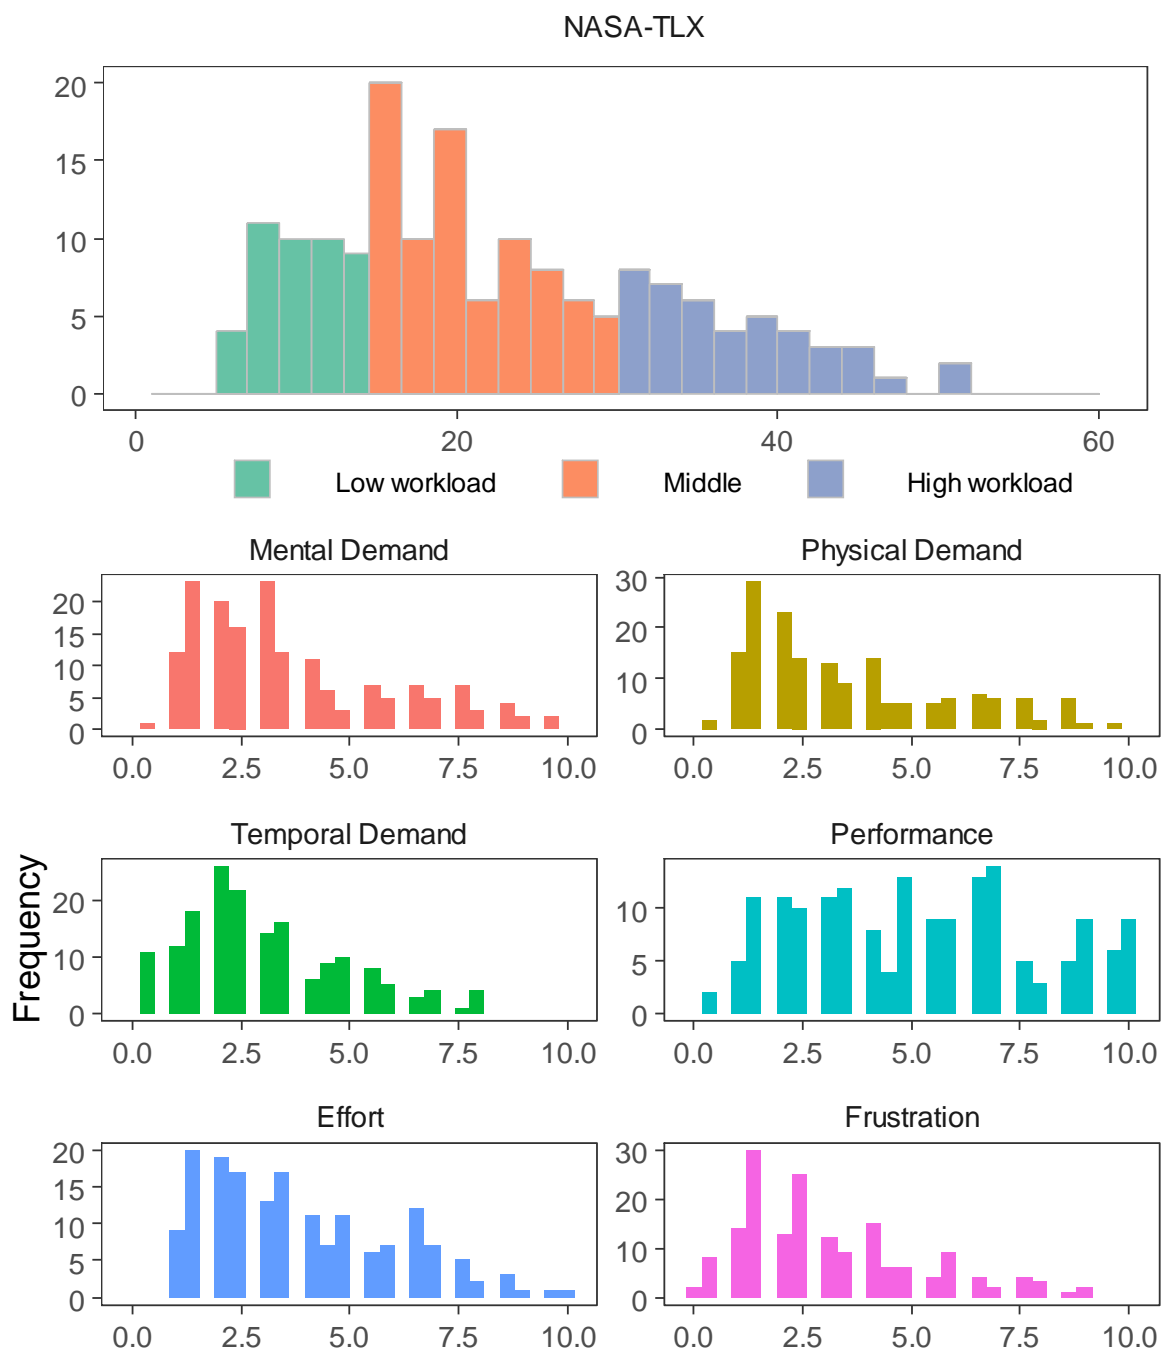 NASA-TLX
20
15
10
5
0
0 20 40 60
Low workload Middle High workload
Mental Demand Physical Demand
20
15
10
5
0
0.0 2.5 5.0 7.5 10.0
30
20
10
0
0.0 2.5 5.0 7.5 10.0
Temporal Demand Performance
Frequency
20
10
0
0.0 2.5 5.0 7.5 10.0
10
5
0
0.0 2.5 5.0 7.5 10.0
Effort Frustration
20
15
10
5
0
0.0 2.5 5.0 7.5 10.0
30
20
10
0
0.0 2.5 5.0 7.5 10.0